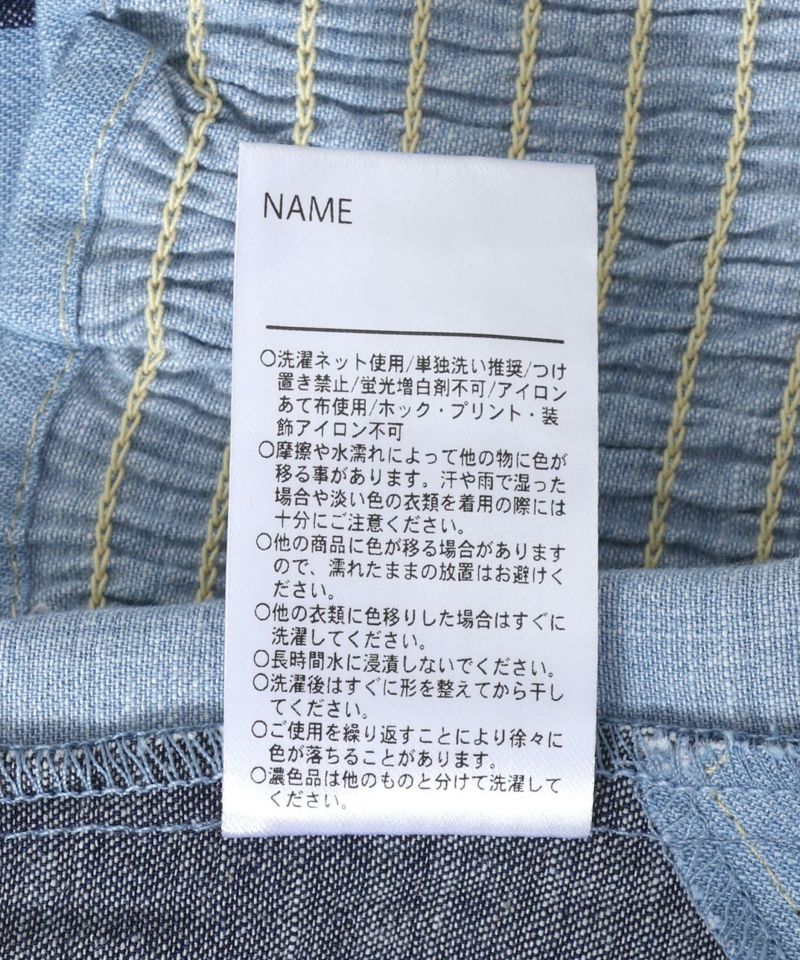 NAME
○洗濯ネット使用/単独洗い推奨/つけ
置き禁止/蛍光増白剤不可/アイロン
あて布使用/ホック・プリント・装
飾アイロン不可
○摩擦や水濡れによって他の物に色が
移る事があります。汗や雨で湿った
場合や淡い色の衣類を着用の際には
十分にご注意ください。
○他の商品に色が移る場合があります
ので、濡れたままの放置はお避けく
ださい。
○他の衣類に色移りした場合はすぐに
洗濯してください。
○長時間水に浸漬しないでください。
○洗濯後はすぐに形を整えてから干し
てください。
○ご使用を繰り返すことにより徐々に
色が落ちることがあります。
○濃色品は他のものと分けて洗濯して
ください。